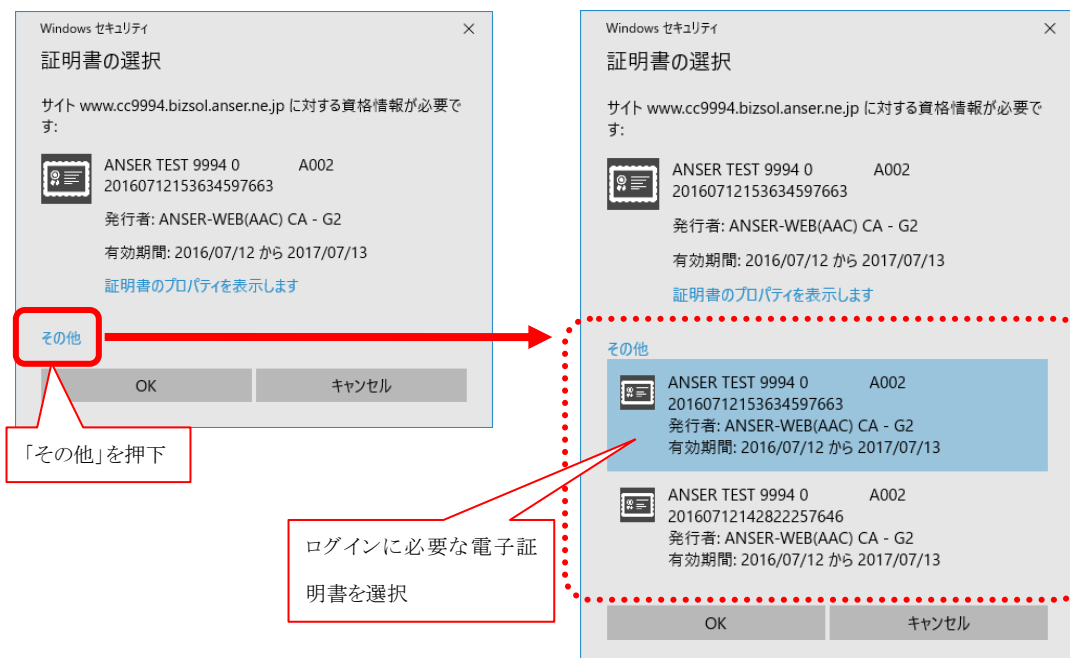 Windows セキュリティ
証明書の選択
サイト www.cc9994.bizsol.anser.ne.jp に対する資格情報が必要で
す:
ANSER TEST 9994 0 A002
20160712153634597663
発行者: ANSER-WEB(AAC) CA - G2
有効期間: 2016/07/12 から 2017/07/13
証明書のプロパティを表示します
その他
OK キャンセル
「その他」を押下
Windows セキュリティ
証明書の選択
サイト www.cc9994.bizsol.anser.ne.jp に対する資格情報が必要で
す:
ANSER TEST 9994 0 A002
20160712153634597663
発行者: ANSER-WEB(AAC) CA - G2
有効期間: 2016/07/12 から 2017/07/13
証明書のプロパティを表示します
その他
ANSER TEST 9994 0 A002
20160712153634597663
発行者: ANSER-WEB(AAC) CA - G2
有効期間: 2016/07/12 から 2017/07/13
ANSER TEST 9994 0 A002
20160712142822257646
発行者: ANSER-WEB(AAC) CA - G2
有効期間: 2016/07/12 から 2017/07/13
ログインに必要な電子証
明書を選択
OK キャンセル